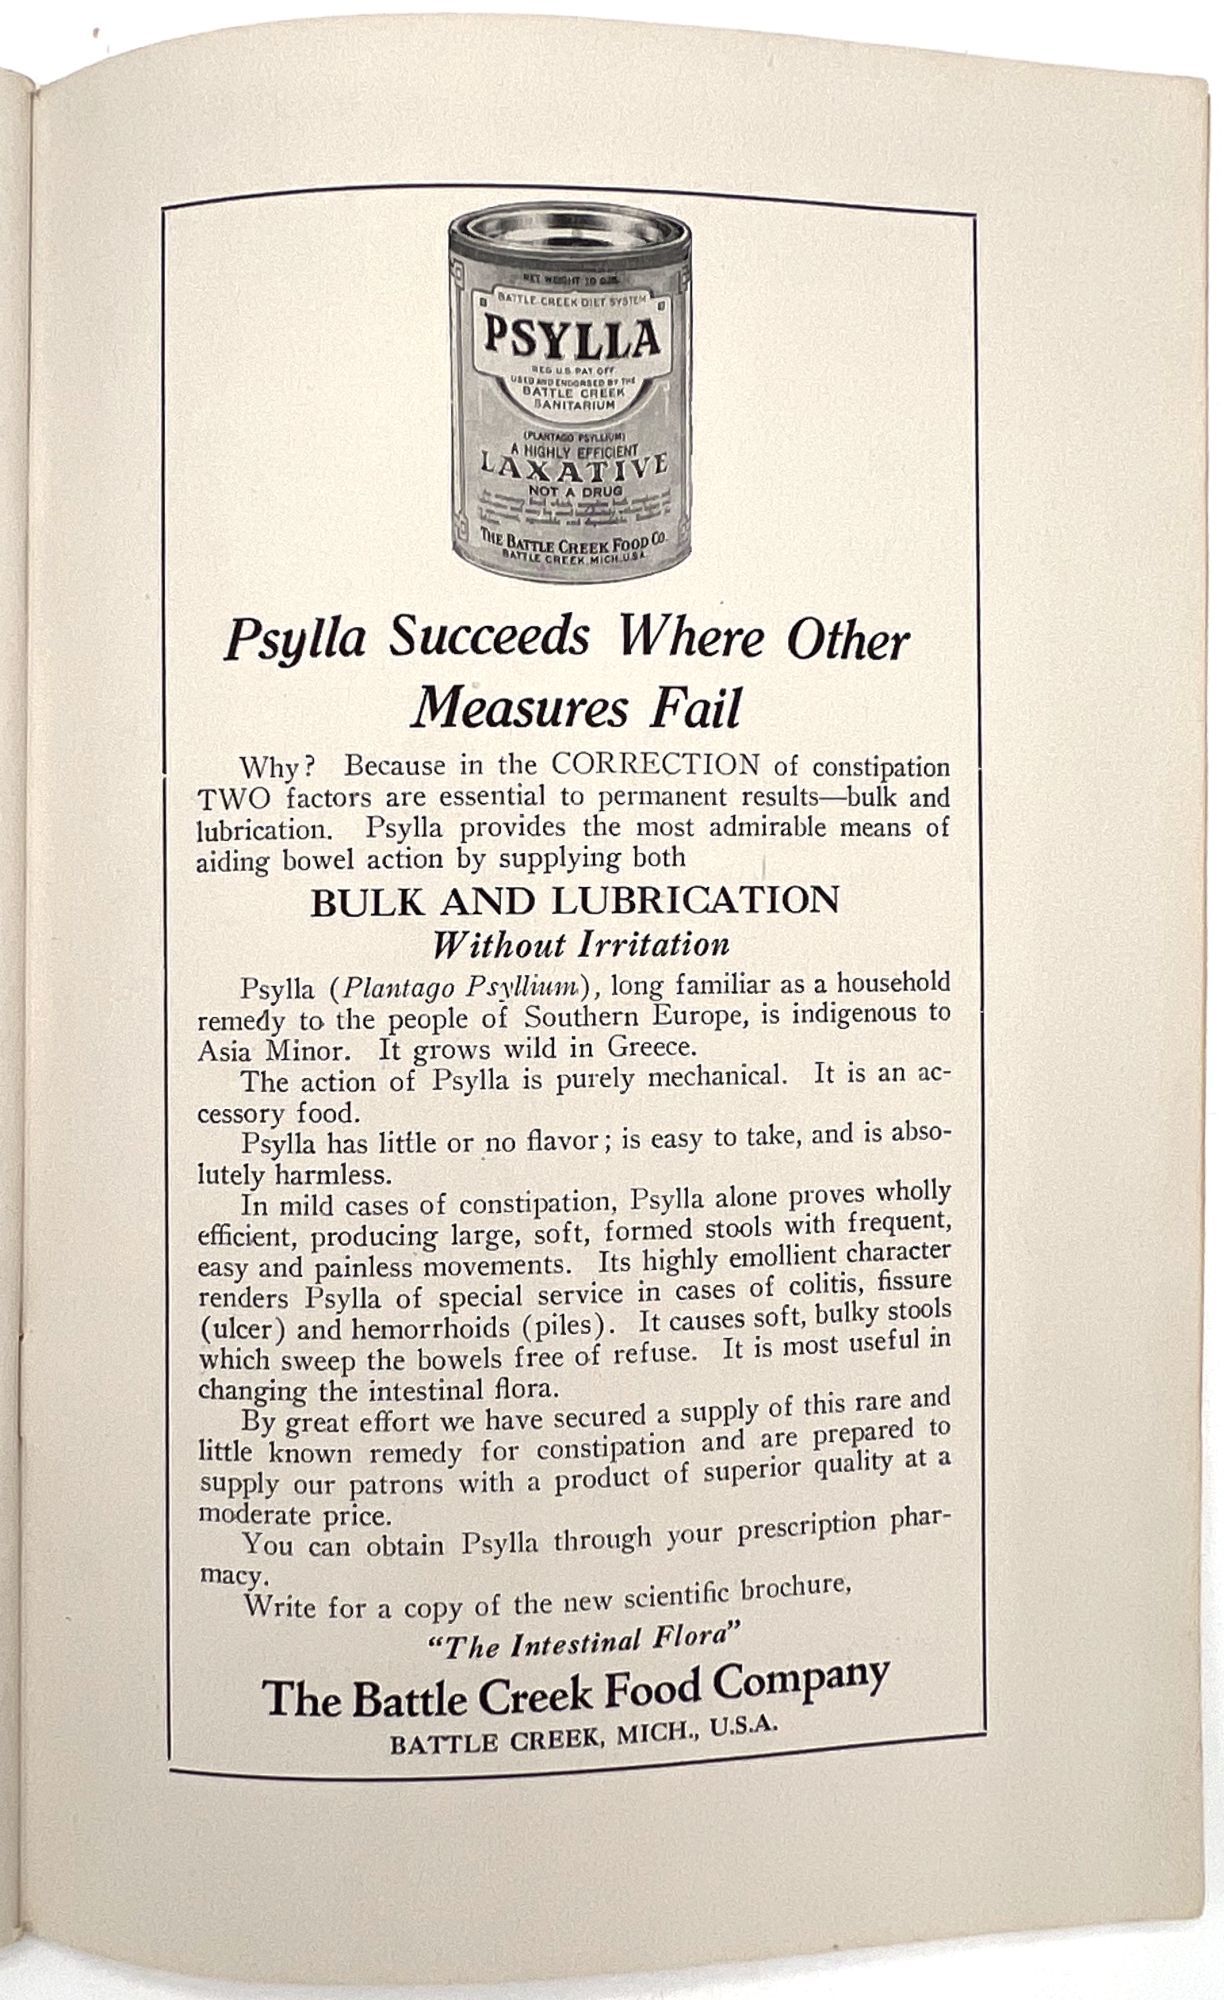 NET WEIGHT 10 OZS.
BATTLE CREEK DIET SYSTEM
PSYLLA
REG. U.S. PAT. OFF.
USED AND ENDORSED BY THE
BATTLE CREEK
SANITARIUM
(PLANTAGO PSYLLIUM)
A HIGHLY EFFICIENT
LAXATIVE
NOT A DRUG
THE BATTLE CREEK FOOD CO.
BATTLE CREEK, MICH. U.S.A.
Psylla Succeeds Where Other
Measures Fail
Why? Because in the CORRECTION of constipation
TWO factors are essential to permanent results—bulk and
lubrication. Psylla provides the most admirable means of
aiding bowel action by supplying both
BULK AND LUBRICATION
Without Irritation
Psylla (Plantago Psyllium), long familiar as a household
remedy to the people of Southern Europe, is indigenous to
Asia Minor. It grows wild in Greece.
The action of Psylla is purely mechanical. It is an ac-
cessory food.
Psylla has little or no flavor; is easy to take, and is abso-
lutely harmless.
In mild cases of constipation, Psylla alone proves wholly
efficient, producing large, soft, formed stools with frequent,
easy and painless movements. Its highly emollient character
renders Psylla of special service in cases of colitis, fissure
(ulcer) and hemorrhoids (piles). It causes soft, bulky stools
which sweep the bowels free of refuse. It is most useful in
changing the intestinal flora.
By great effort we have secured a supply of this rare and
little known remedy for constipation and are prepared to
supply our patrons with a product of superior quality at a
moderate price.
You can obtain Psylla through your prescription phar-
macy.
Write for a copy of the new scientific brochure,
"The Intestinal Flora"
The Battle Creek Food Company
BATTLE CREEK, MICH., U.S.A.